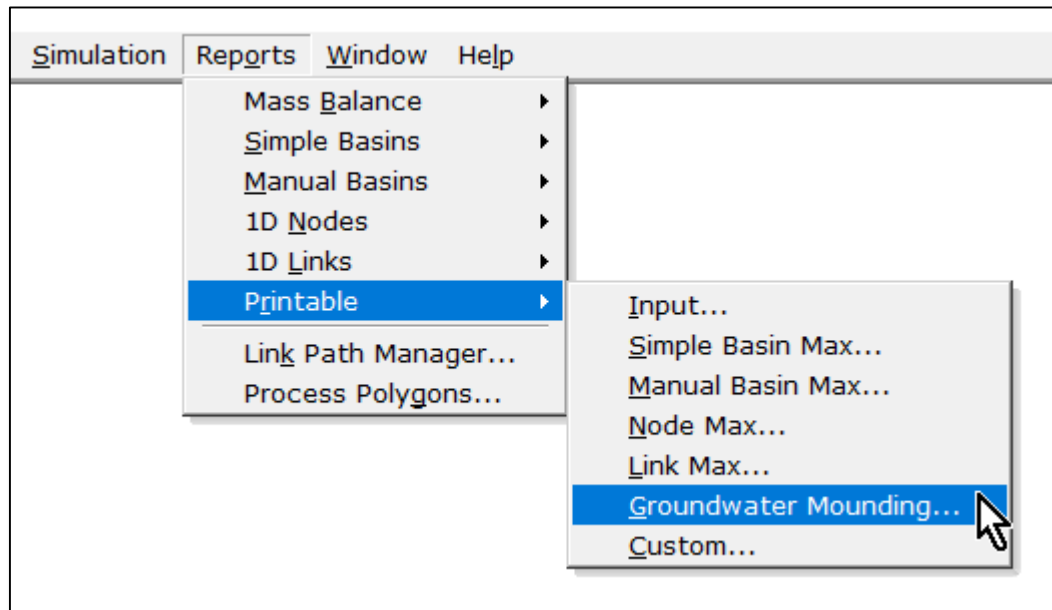 Simulation Reports Window Help
Mass Balance
Simple Basins
Manual Basins
1D Nodes
1D Links
Printable
Link Path Manager...
Process Polygons...
Input...
Simple Basin Max...
Manual Basin Max...
Node Max...
Link Max...
Groundwater Mounding...
Custom...